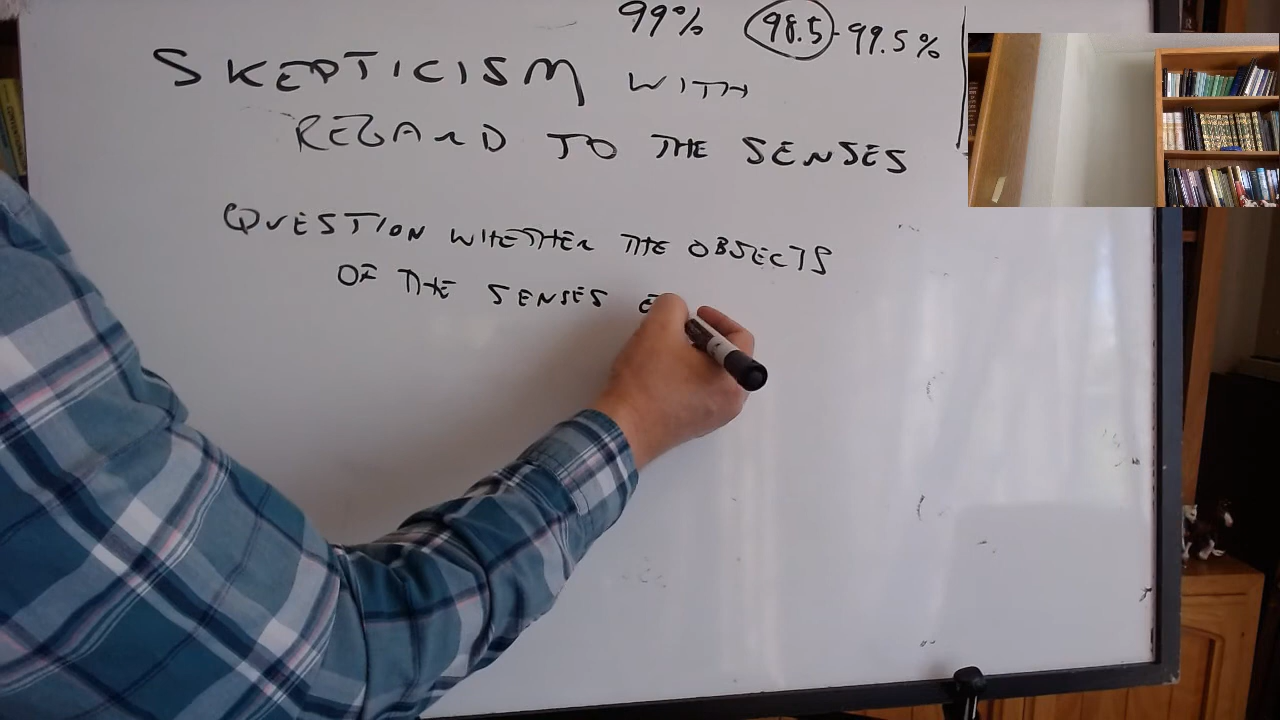 99% 98.5-99.5%
SKEPTICISM WITH
REGARD TO THE SENSES
QUESTION WHETHER THE OBJECTS
OF THE SENSES E